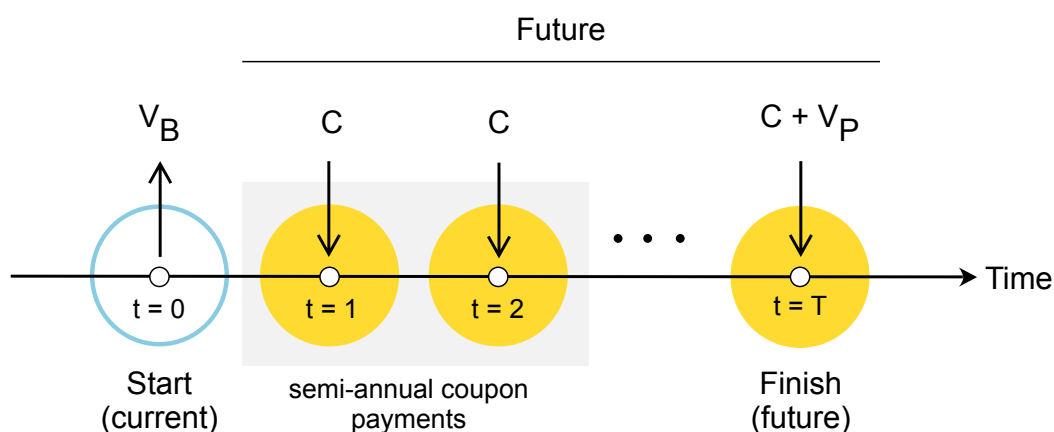 Future
V_B C C C + V_P
• • •
Time
t = 0 t = 1 t = 2 t = T
Start
(current)
semi-annual coupon
payments
Finish
(future)